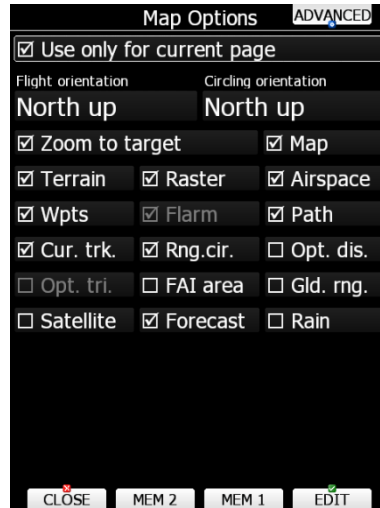 Map Options
ADVANCED
Use only for current page
Flight orientation Circling orientation
North up North up
Zoom to target Map
Terrain Raster Airspace
Wpts Flarm Path
Cur. trk. Rng.cir. Opt. dis.
Opt. tri. FAI area Gld. rng.
Satellite Forecast Rain
CLOSE MEM 2 MEM 1 EDIT